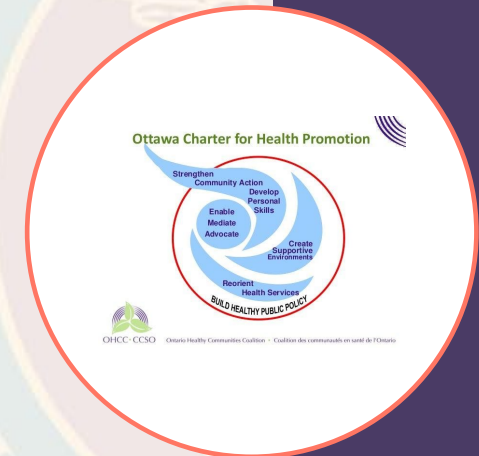 Ottawa Charter for Health Promotion
Strengthen
Community Action
Develop
Personal
Skills
Enable
Mediate
Advocate
Create
Supportive
Environments
Reorient
Health Services
BUILD HEALTHY PUBLIC POLICY
OHCC·CCSO Ontario Healthy Communities Coalition · Coalition des communautés en santé de l'Ontario